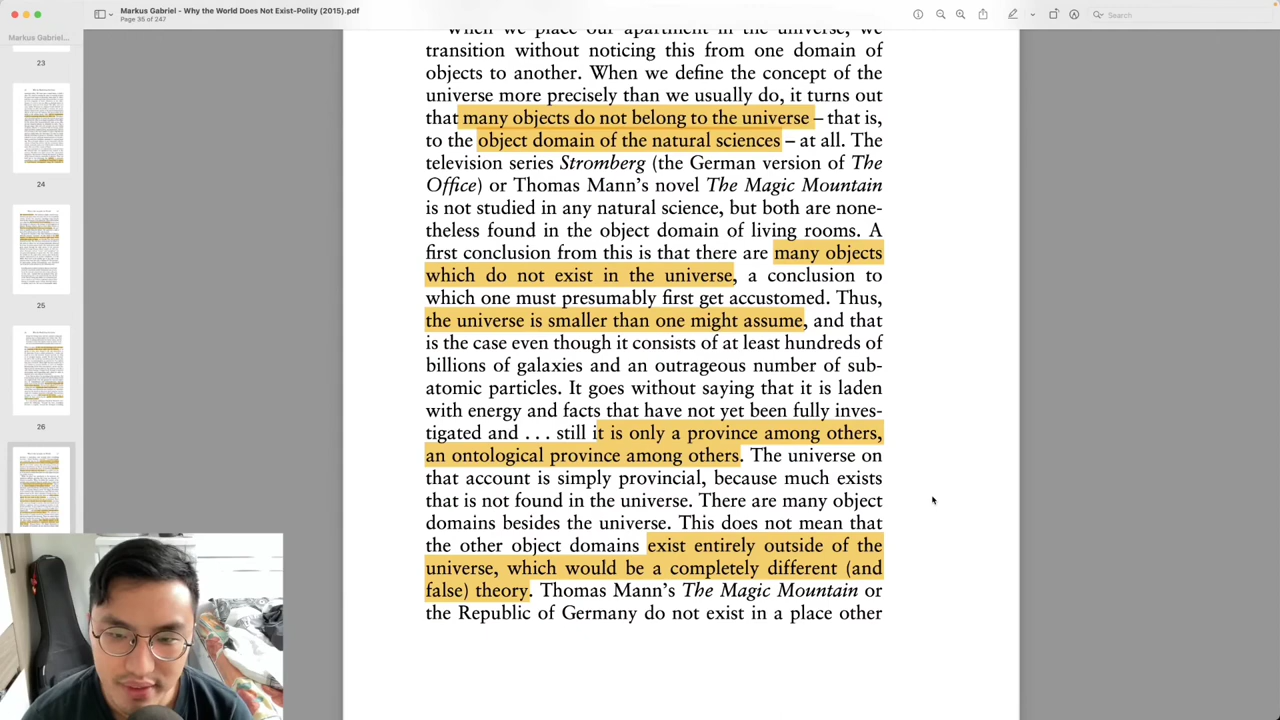 Markus Gabriel - Why the World Does Not Exist-Polity (2015).pdf
Page 35 of 247
Search
Markus Gabriel...
23
24
25
26
when we place our apartment in the universe, we
transition without noticing this from one domain of
objects to another. When we define the concept of the
universe more precisely than we usually do, it turns out
that many objects do not belong to the universe – that is,
to the object domain of the natural sciences – at all. The
television series Stromberg (the German version of The
Office) or Thomas Mann's novel The Magic Mountain
is not studied in any natural science, but both are none-
theless found in the object domain of living rooms. A
first conclusion from this is that there are many objects
which do not exist in the universe, a conclusion to
which one must presumably first get accustomed. Thus,
the universe is smaller than one might assume, and that
is the case even though it consists of at least hundreds of
billions of galaxies and an outrageous number of sub-
atomic particles. It goes without saying that it is laden
with energy and facts that have not yet been fully inves-
tigated and . . . still it is only a province among others,
an ontological province among others. The universe on
that account is simply provincial, because much exists
that is not found in the universe. There are many object
domains besides the universe. This does not mean that
the other object domains exist entirely outside of the
universe, which would be a completely different (and
false) theory. Thomas Mann's The Magic Mountain or
the Republic of Germany do not exist in a place other